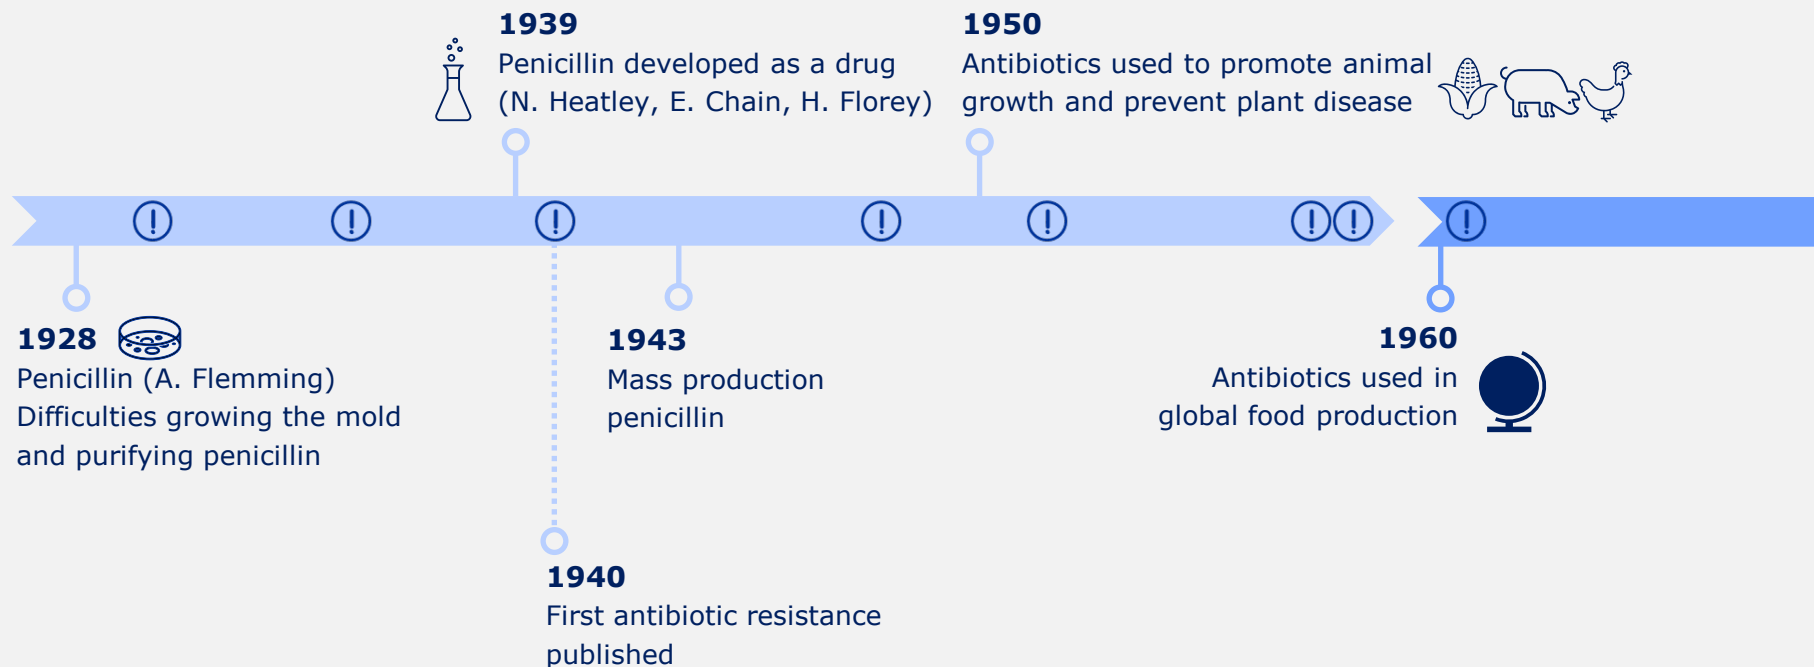 1939
Penicillin developed as a drug
(N. Heatley, E. Chain, H. Florey)
1950
Antibiotics used to promote animal
growth and prevent plant disease
1928
Penicillin (A. Flemming)
Difficulties growing the mold
and purifying penicillin
1943
Mass production
penicillin
1960
Antibiotics used in
global food production
1940
First antibiotic resistance
published